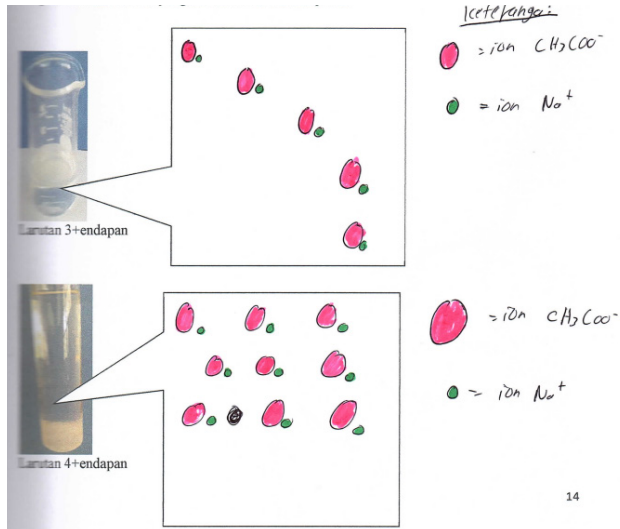 Keterangan:
= ion CH3COO-
= ion Na+
Larutan 3+endapan
= ion CH3COO-
= ion Na+
Larutan 4+endapan
14